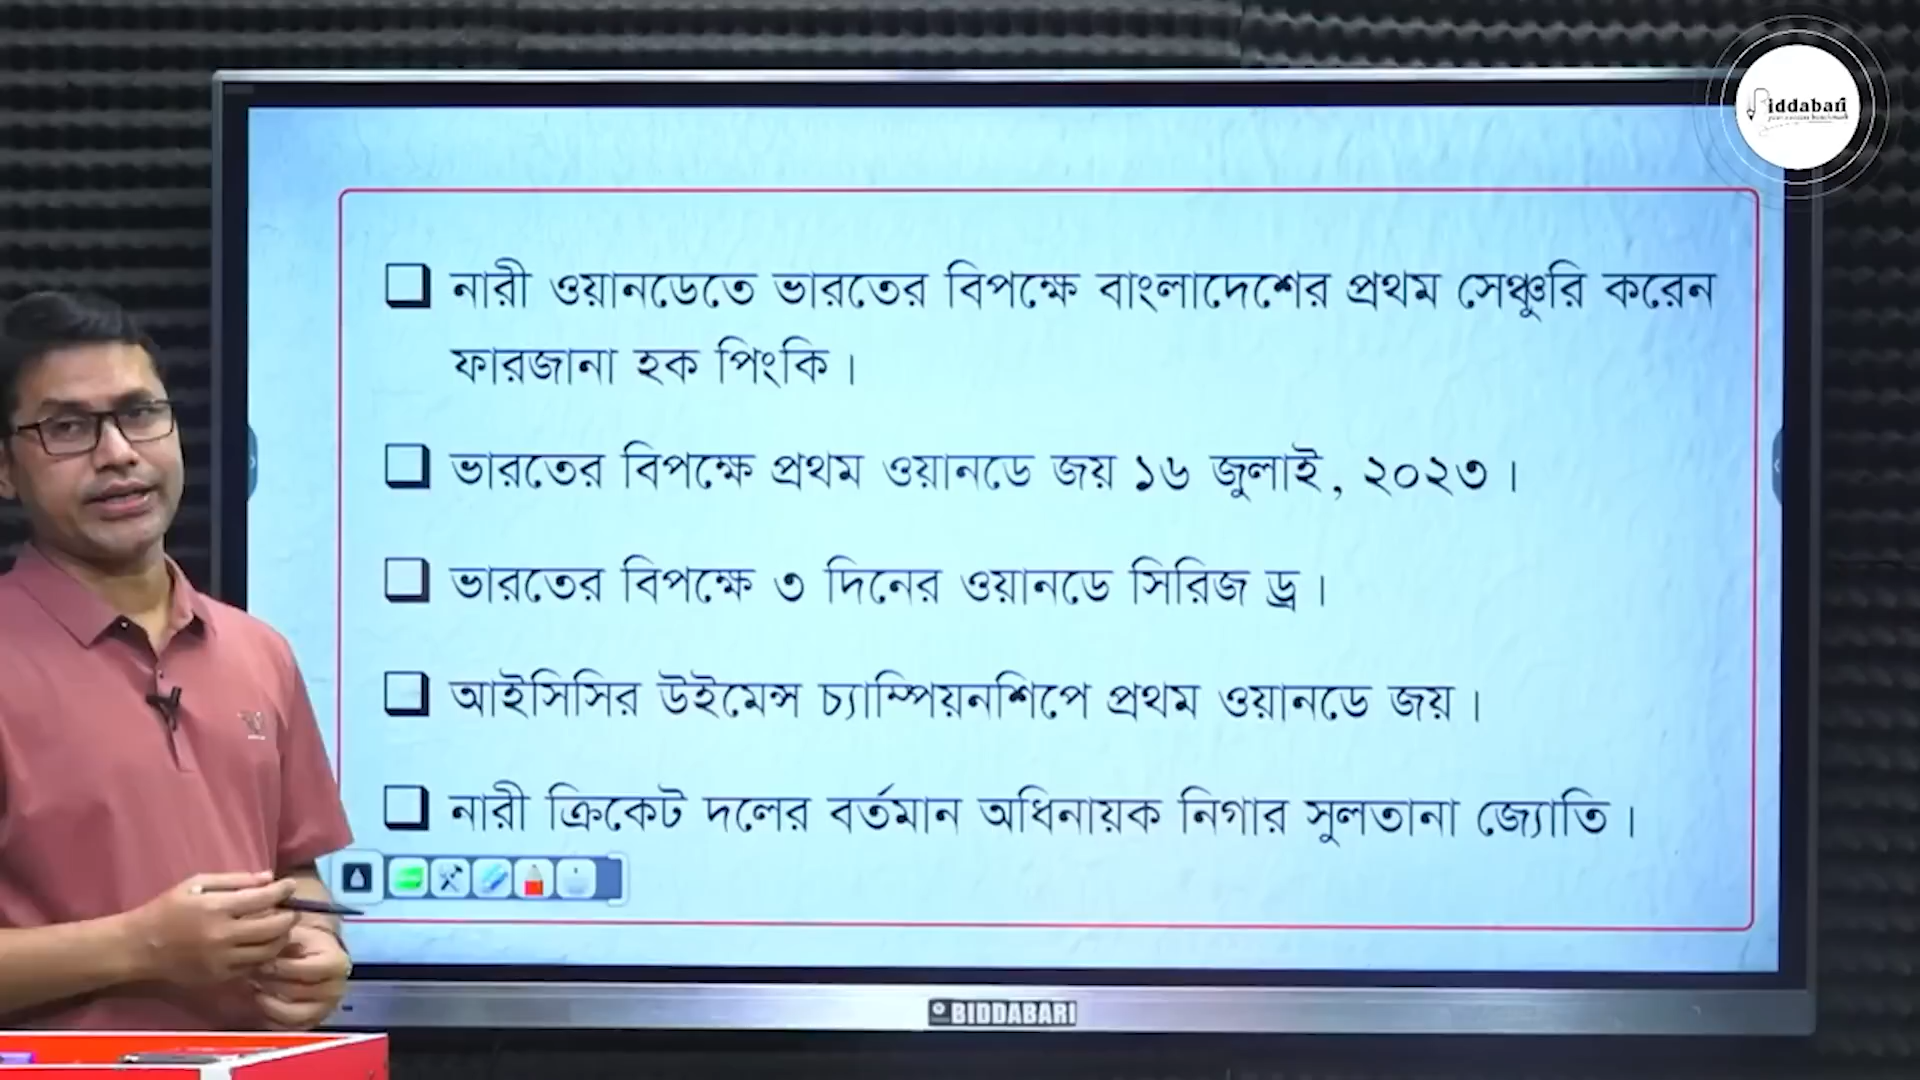 iddabari
নারী ওয়ানডেতে ভারতের বিপক্ষে বাংলাদেশের প্রথম সেঞ্চুরি করেন
ফারজানা হক পিংকি।
ভারতের বিপক্ষে প্রথম ওয়ানডে জয় ১৬ জুলাই, ২০২৩।
ভারতের বিপক্ষে ৩ দিনের ওয়ানডে সিরিজ ড্র।
আইসিসির উইমেন্স চ্যাম্পিয়নশিপে প্রথম ওয়ানডে জয়।
নারী ক্রিকেট দলের বর্তমান অধিনায়ক নিগার সুলতানা জ্যোতি।
BIDDABARI